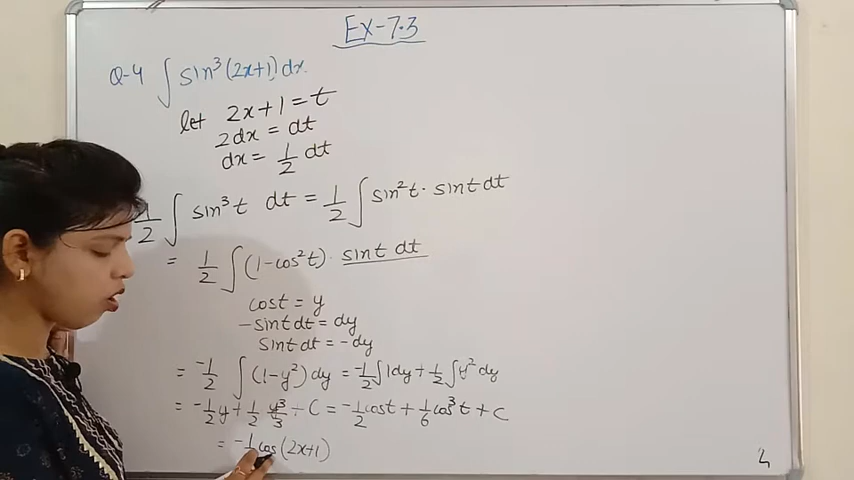 Ex-7.3
Q-4 ∫ sin³(2x+1)dx.
let 2x+1 = t
2dx = dt
dx = 1/2 dt
1/2 ∫ sin³t dt = 1/2 ∫ sin²t · sint dt
= 1/2 ∫ (1-cos²t) · sint dt
cost = y
-sint dt = dy
sint dt = -dy
= -1/2 ∫ (1-y²)dy = -1/2 ∫ 1dy + 1/2 ∫ y² dy
= -1/2 y + 1/2 y³/3 + C = -1/2 cost + 1/6 cos³t + C
= -1/2 cos(2x+1)